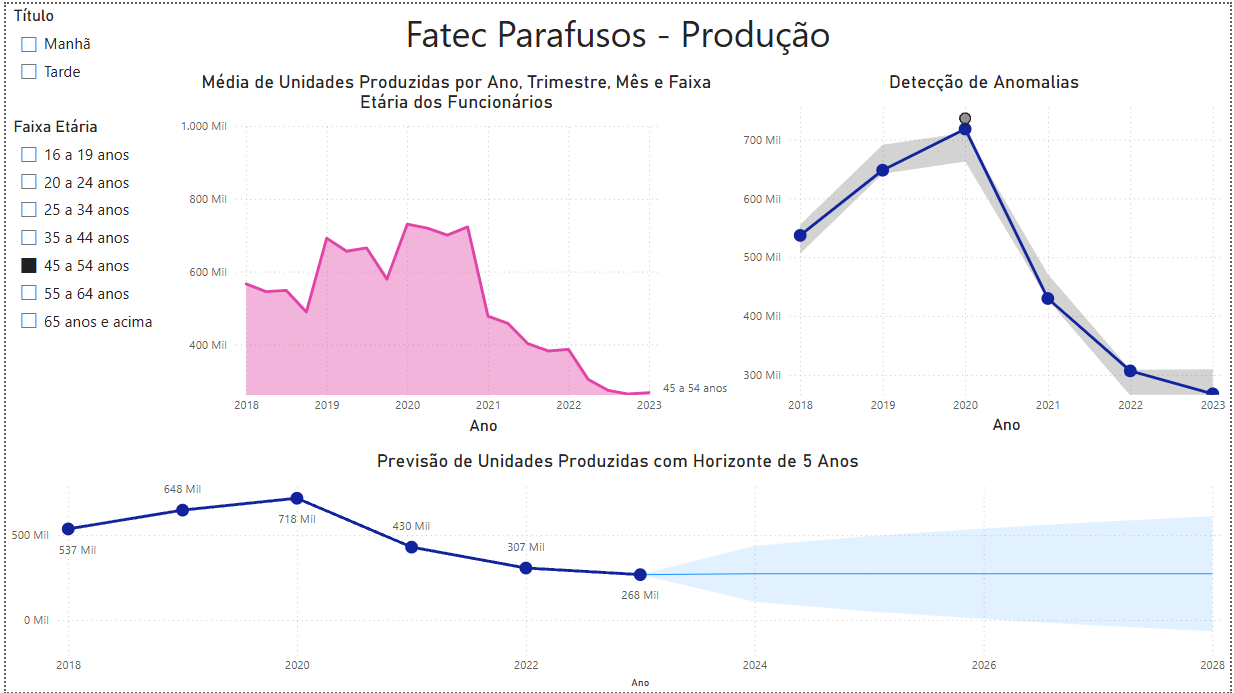 Título
Manhã
Tarde
Faixa Etária
16 a 19 anos
20 a 24 anos
25 a 34 anos
35 a 44 anos
45 a 54 anos
55 a 64 anos
65 anos e acima
Fatec Parafusos - Produção
Média de Unidades Produzidas por Ano, Trimestre, Mês e Faixa
Etária dos Funcionários
1.000 Mil
800 Mil
600 Mil
400 Mil
45 a 54 anos
2018 2019 2020 2021 2022 2023
Ano
Detecção de Anomalias
700 Mil
600 Mil
500 Mil
400 Mil
300 Mil
2018 2019 2020 2021 2022 2023
Ano
Previsão de Unidades Produzidas com Horizonte de 5 Anos
500 Mil
0 Mil
537 Mil
648 Mil
718 Mil
430 Mil
307 Mil
268 Mil
2018 2020 2022 2024 2026 2028
Ano